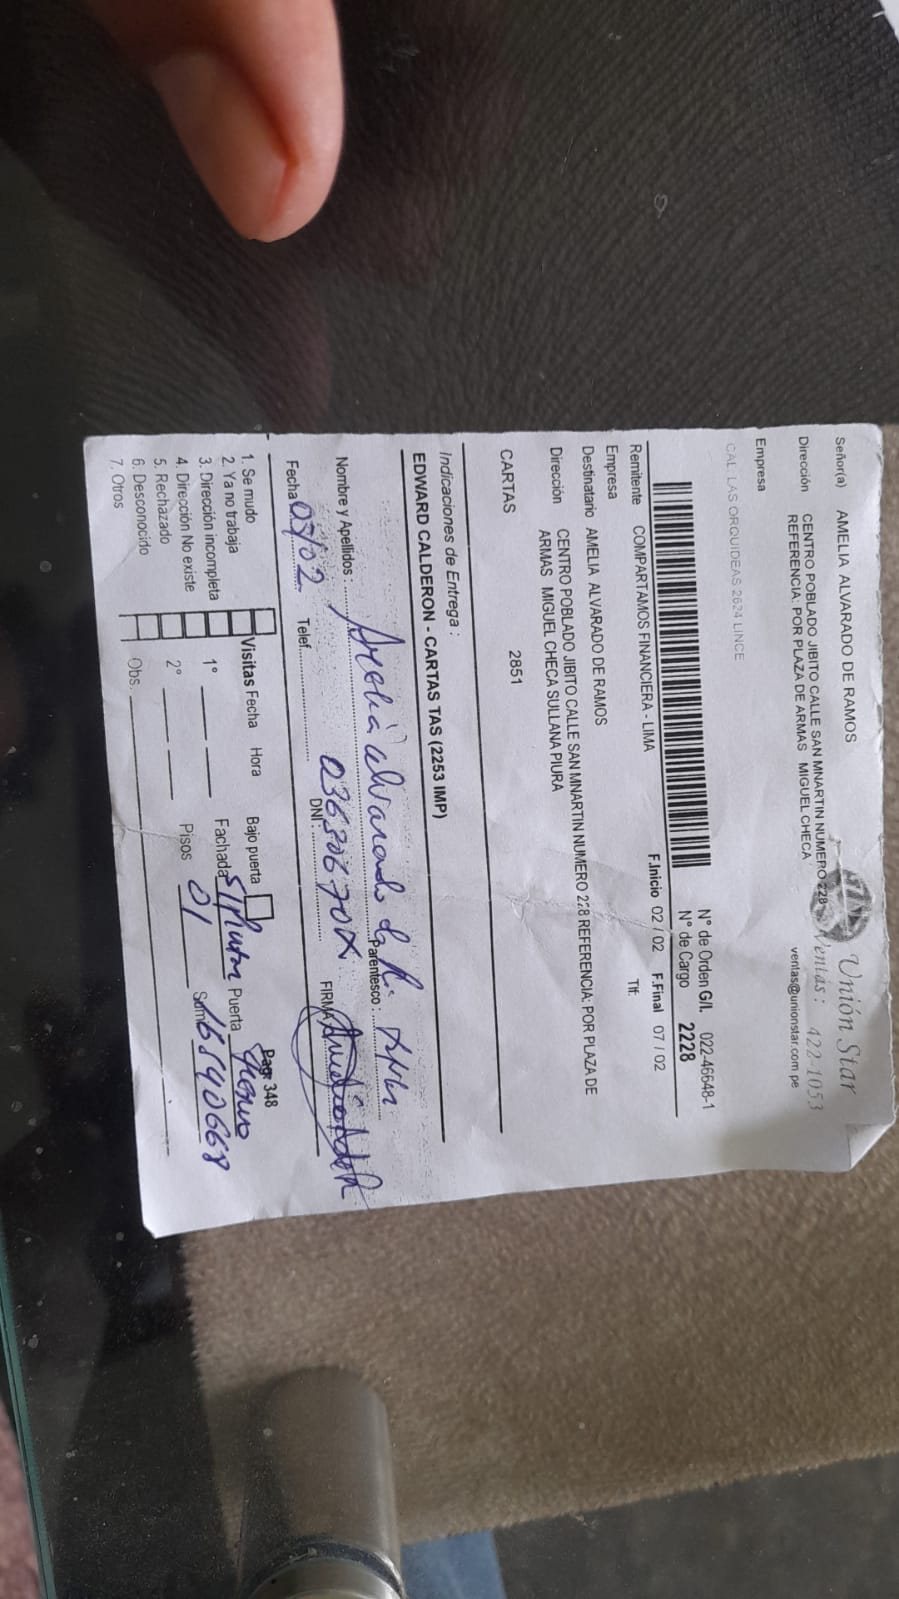 Unión Star
Ventas: 422-1053
ventas@unionstar.com.pe
Señor(a) AMELIA ALVARADO DE RAMOS
Dirección CENTRO POBLADO JIBITO CALLE SAN MNARTIN NUMERO 228
REFERENCIA: POR PLAZA DE ARMAS MIGUEL CHECA
Empresa
CAL. LAS ORQUIDEAS 2624 LINCE
N° de Orden G/l. 022-46648-1
N° de Cargo 2228
F.Inicio 02 / 02 F.Final 07 / 02
Remitente COMPARTAMOS FINANCIERA - LIMA Tlf:
Empresa
Destinatario AMELIA ALVARADO DE RAMOS
Dirección CENTRO POBLADO JIBITO CALLE SAN MNARTIN NUMERO 228 REFERENCIA: POR PLAZA DE
ARMAS MIGUEL CHECA SULLANA PIURA
CARTAS 2851
Indicaciones de Entrega :
EDWARD CALDERON - CARTAS TAS (2253 IMP)
Nombre y Apellidos : alvarado de R. Parentesco :
Fecha 02 Telef. DNI: FIRMA
Pag: 348
1. Se mudo
2. Ya no trabaja
3. Dirección incompleta
4. Dirección No existe
5. Rechazado
6. Desconocido
7. Otros
Visitas Fecha Hora
1°
2°
Obs.
Bajo puerta
Fachada Puerta
Pisos 01 Sum. 16540668